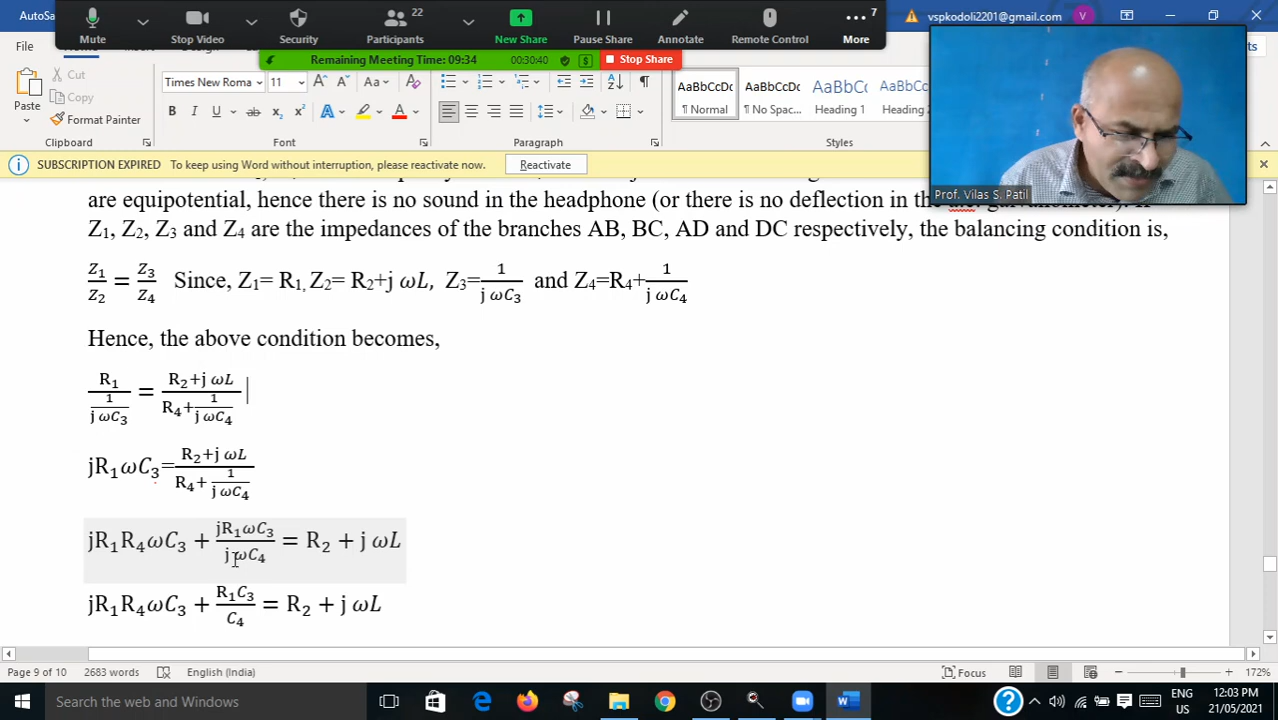 AutoSa
22
7
vspkodoli2201@gmail.com
V
Mute
Stop Video
Security
Participants
New Share
Pause Share
Annotate
Remote Control
More
File
Remaining Meeting Time: 09:34
00:30:40
Stop Share
Paste
Cut
Copy
Format Painter
Times New Roma
11
Aa
B I U ab x₂ x² A A
AaBbCcDc
AaBbCcDc
AaBbC
AaBbC
¶ Normal
¶ No Spac...
Heading 1
Heading 2
Clipboard
Font
Paragraph
Styles
SUBSCRIPTION EXPIRED To keep using Word without interruption, please reactivate now. Reactivate
Prof. Vilas S. Patil
are equipotential, hence there is no sound in the headphone (or there is no deflection in the
Z₁, Z₂, Z₃ and Z₄ are the impedances of the branches AB, BC, AD and DC respectively, the balancing condition is,
Z₁/Z₂ = Z₃/Z₄ Since, Z₁= R₁, Z₂= R₂+j ωL, Z₃= 1/(j ωC₃) and Z₄=R₄+ 1/(j ωC₄)
Hence, the above condition becomes,
R₁/(1/(j ωC₃)) = (R₂+j ωL)/(R₄+ 1/(j ωC₄))
jR₁ωC₃= (R₂+j ωL)/(R₄+ 1/(j ωC₄))
jR₁R₄ωC₃ + (jR₁ωC₃)/(j ωC₄) = R₂ + j ωL
jR₁R₄ωC₃ + (R₁C₃)/C₄ = R₂ + j ωL
Page 9 of 10
2683 words
English (India)
Focus
172%
Search the web and Windows
ENG
US
12:03 PM
21/05/2021